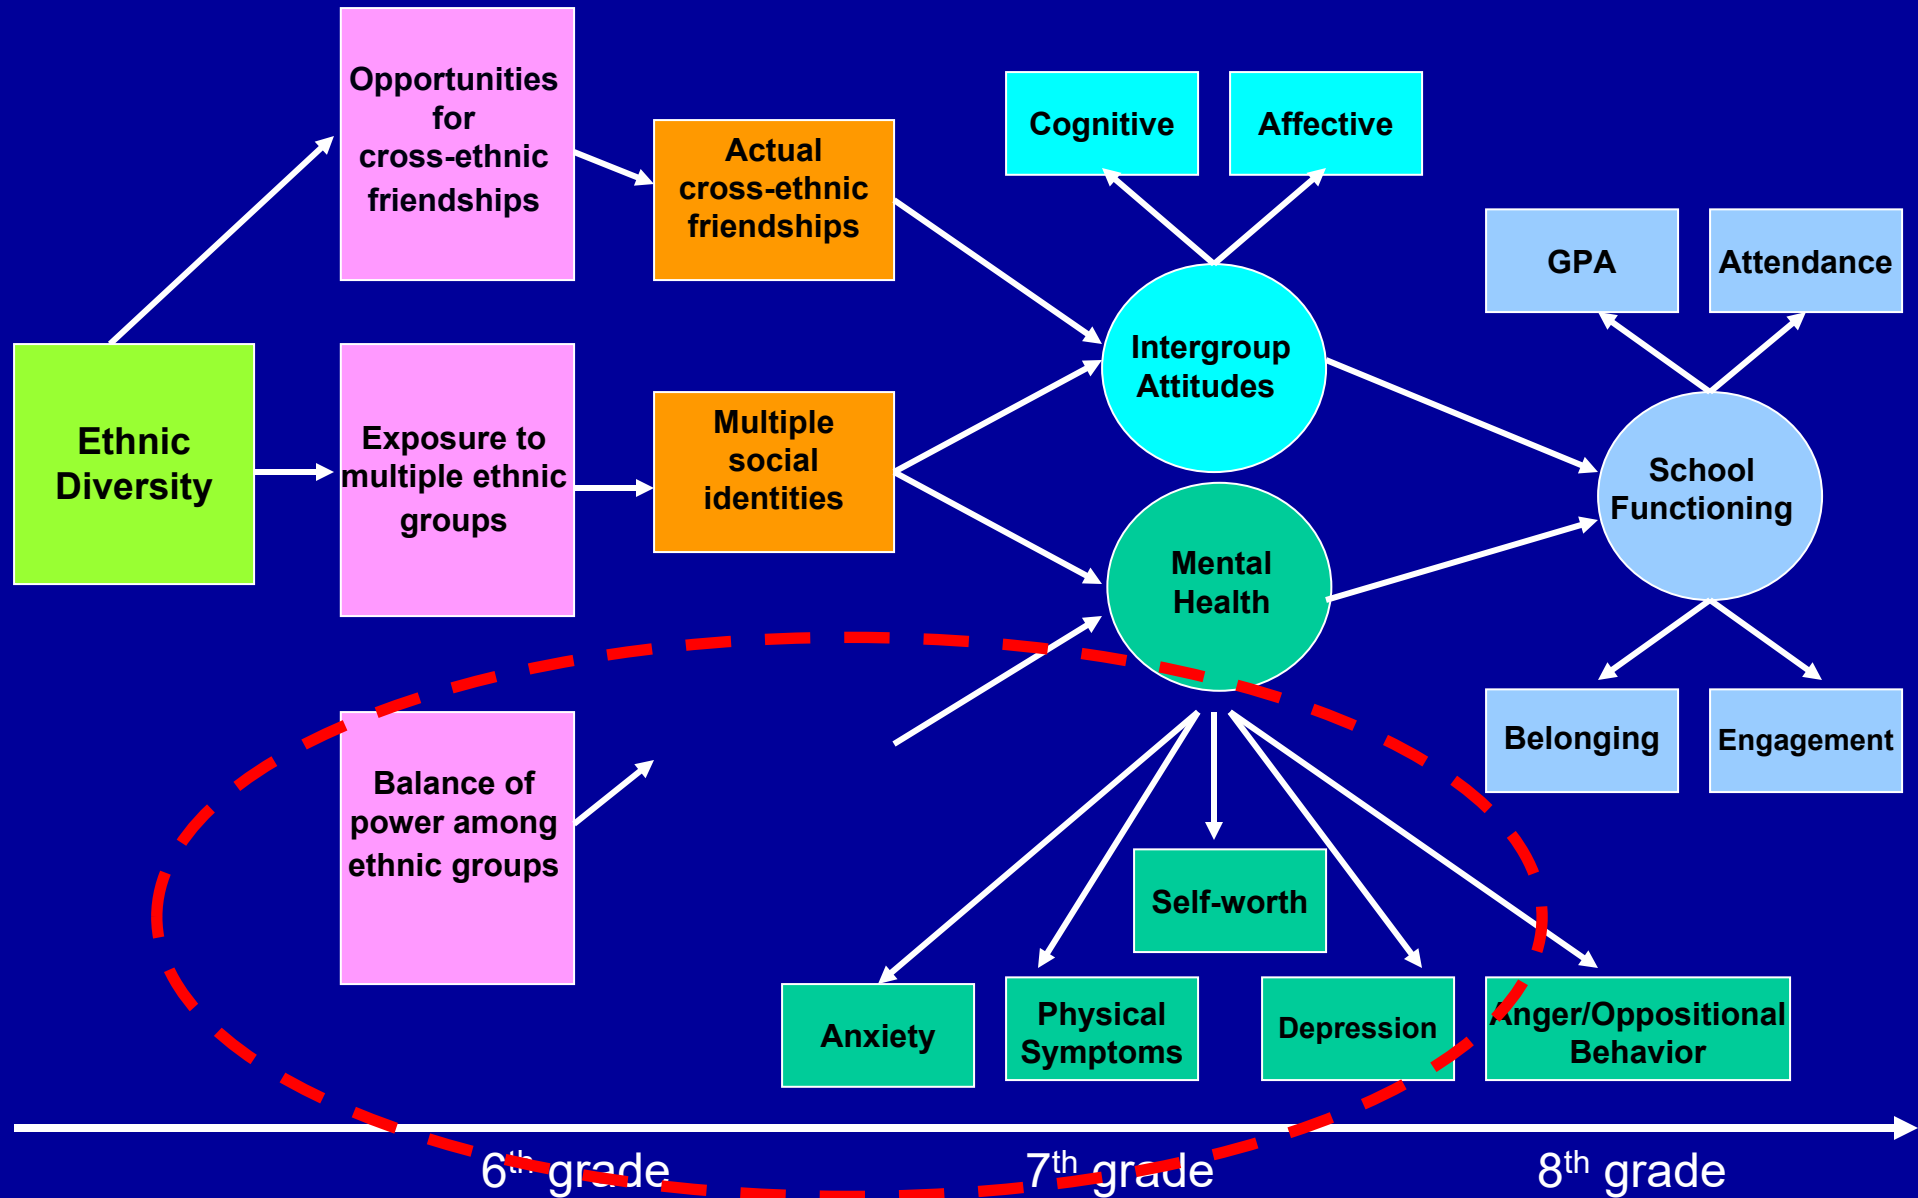 Opportunities
for
cross-ethnic
friendships
Actual
cross-ethnic
friendships
Cognitive
Affective
GPA
Attendance
Intergroup
Attitudes
Ethnic
Diversity
Exposure to
multiple ethnic
groups
Multiple
social
identities
School
Functioning
Mental
Health
Belonging
Engagement
Balance of
power among
ethnic groups
Self-worth
Anxiety
Physical
Symptoms
Depression
Anger/Oppositional
Behavior
6th grade
7th grade
8th grade